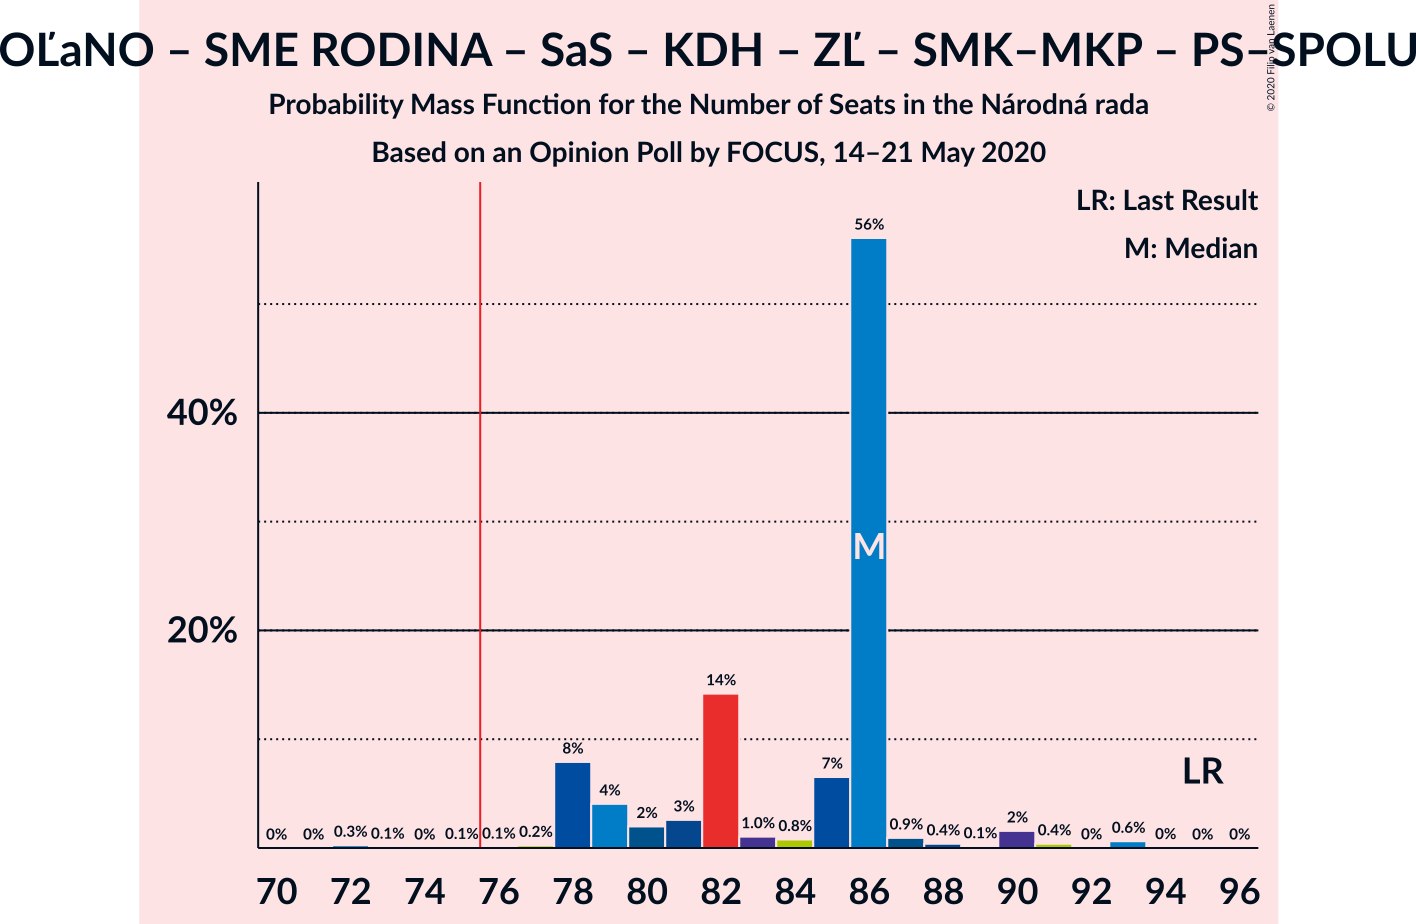 OĽaNO – SME RODINA – SaS – KDH – ZĽ – SMK–MKP – PS–SPOLU
© 2020 Filip van Laenen
Probability Mass Function for the Number of Seats in the Národná rada
Based on an Opinion Poll by FOCUS, 14–21 May 2020
LR: Last Result
M: Median
56%
40%
M
20%
14%
LR
8%
7%
4%
2%
3%
0% 0% 0.3% 0.1% 0% 0.1% 0.1% 0.2% 1.0% 0.8% 0.9% 0.4% 0.1% 2% 0.4% 0% 0.6% 0% 0% 0%
70 72 74 76 78 80 82 84 86 88 90 92 94 96